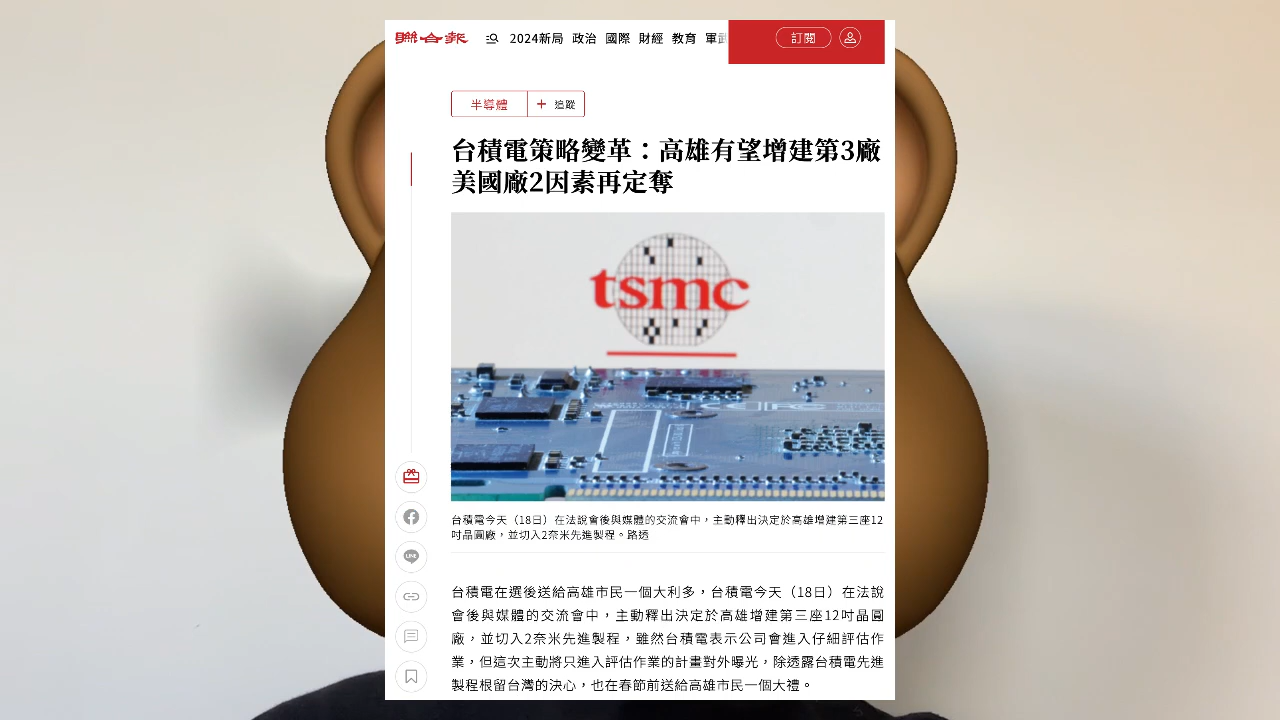 聯合報
2024新局 政治 國際 財經 教育 軍武
訂閱
半導體
追蹤
台積電策略變革：高雄有望增建第3廠
美國廠2因素再定奪
tsmc
台積電今天（18日）在法說會後與媒體的交流會中，主動釋出決定於高雄增建第三座12
吋晶圓廠，並切入2奈米先進製程。路透
台積電在選後送給高雄市民一個大利多，台積電今天（18日）在法說
會後與媒體的交流會中，主動釋出決定於高雄增建第三座12吋晶圓
廠，並切入2奈米先進製程，雖然台積電表示公司會進入仔細評估作
業，但這次主動將只進入評估作業的計畫對外曝光，除透露台積電先進
製程根留台灣的決心，也在春節前送給高雄市民一個大禮。